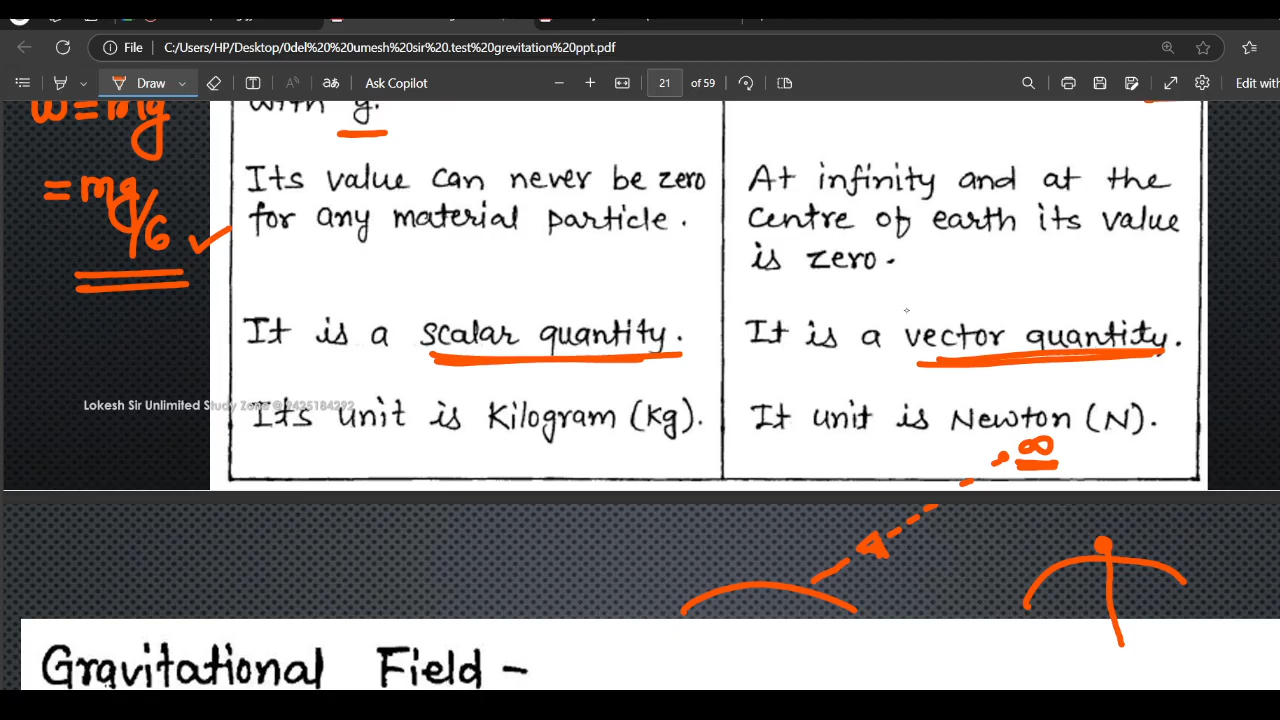 File C:/Users/HP/Desktop/0del%20%20umesh%20sir%20.test%20grevitation%20ppt.pdf
Draw aあ Ask Copilot 21 of 59 Edit with
w = mg
= mg/6
with g.
Its value can never be zero
for any material particle.
It is a scalar quantity.
Its unit is Kilogram (Kg).
At infinity and at the
centre of earth its value
is zero.
It is a vector quantity.
It unit is Newton (N).
∞
Lokesh Sir Unlimited Study Zone @ 9425184292
Gravitational Field -